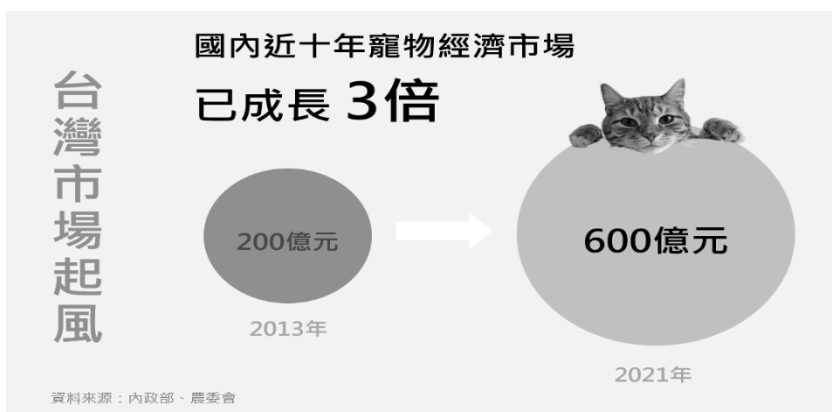 台灣市場起風
國內近十年寵物經濟市場
已成長 3倍
200億元
2013年
600億元
2021年
資料來源：內政部、農委會